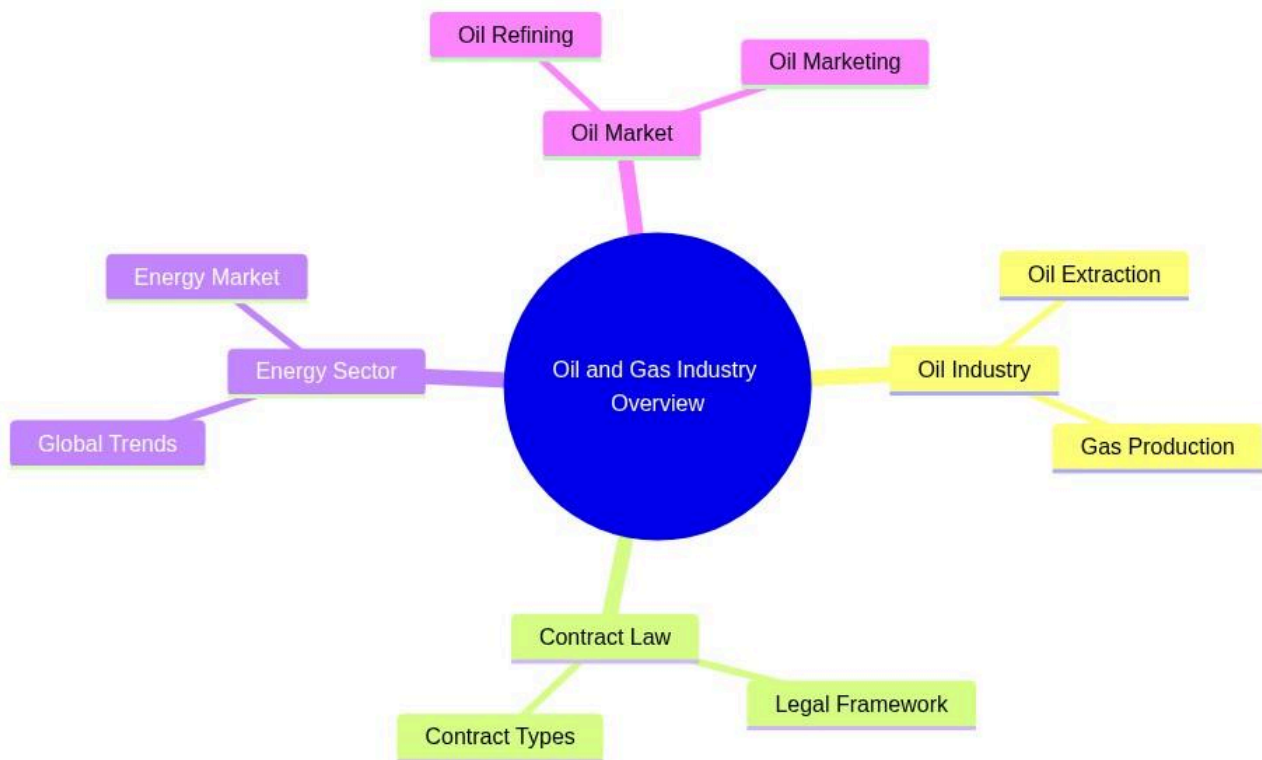 Oil Refining
Oil Marketing
Oil Market
Energy Market
Oil Extraction
Energy Sector
Oil and Gas Industry
Overview
Oil Industry
Global Trends
Gas Production
Contract Law
Legal Framework
Contract Types